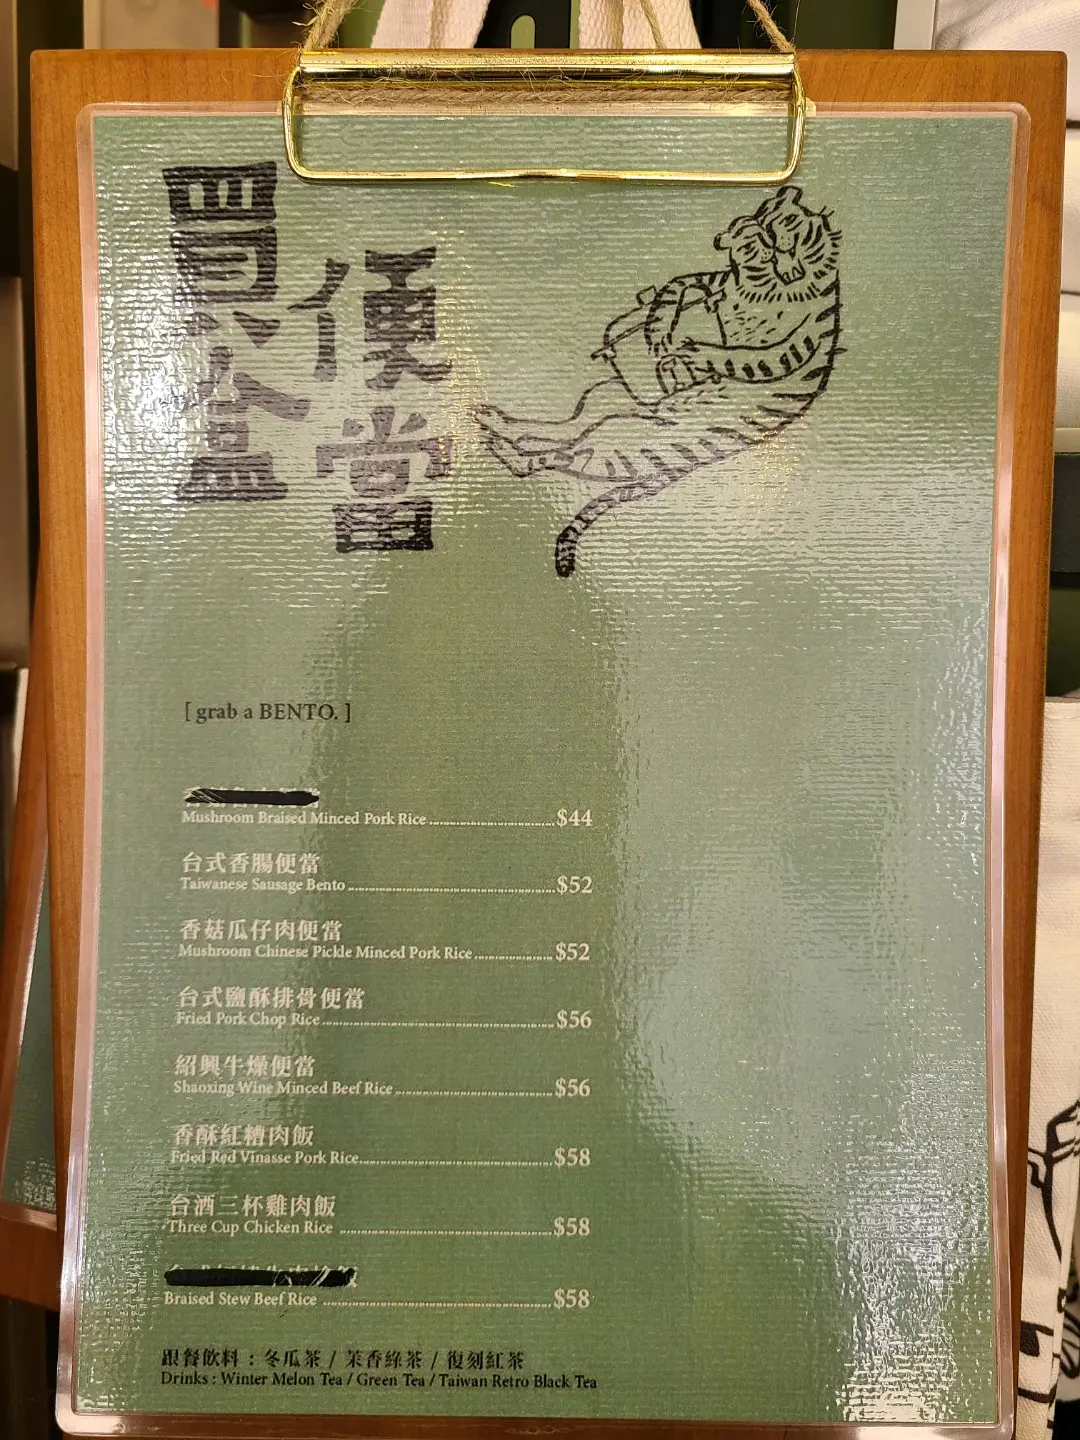 買盒
便當
[ grab a BENTO. ]
Mushroom Braised Minced Pork Rice $44
台式香腸便當
Taiwanese Sausage Bento $52
香菇瓜仔肉便當
Mushroom Chinese Pickle Minced Pork Rice $52
台式鹽酥排骨便當
Fried Pork Chop Rice $56
紹興牛燥便當
Shaoxing Wine Minced Beef Rice $56
香酥紅糟肉飯
Fried Red Vinasse Pork Rice $58
台酒三杯雞肉飯
Three Cup Chicken Rice $58
Braised Stew Beef Rice $58
跟餐飲料 : 冬瓜茶 / 茉香綠茶 / 復刻紅茶
Drinks : Winter Melon Tea / Green Tea / Taiwan Retro Black Tea